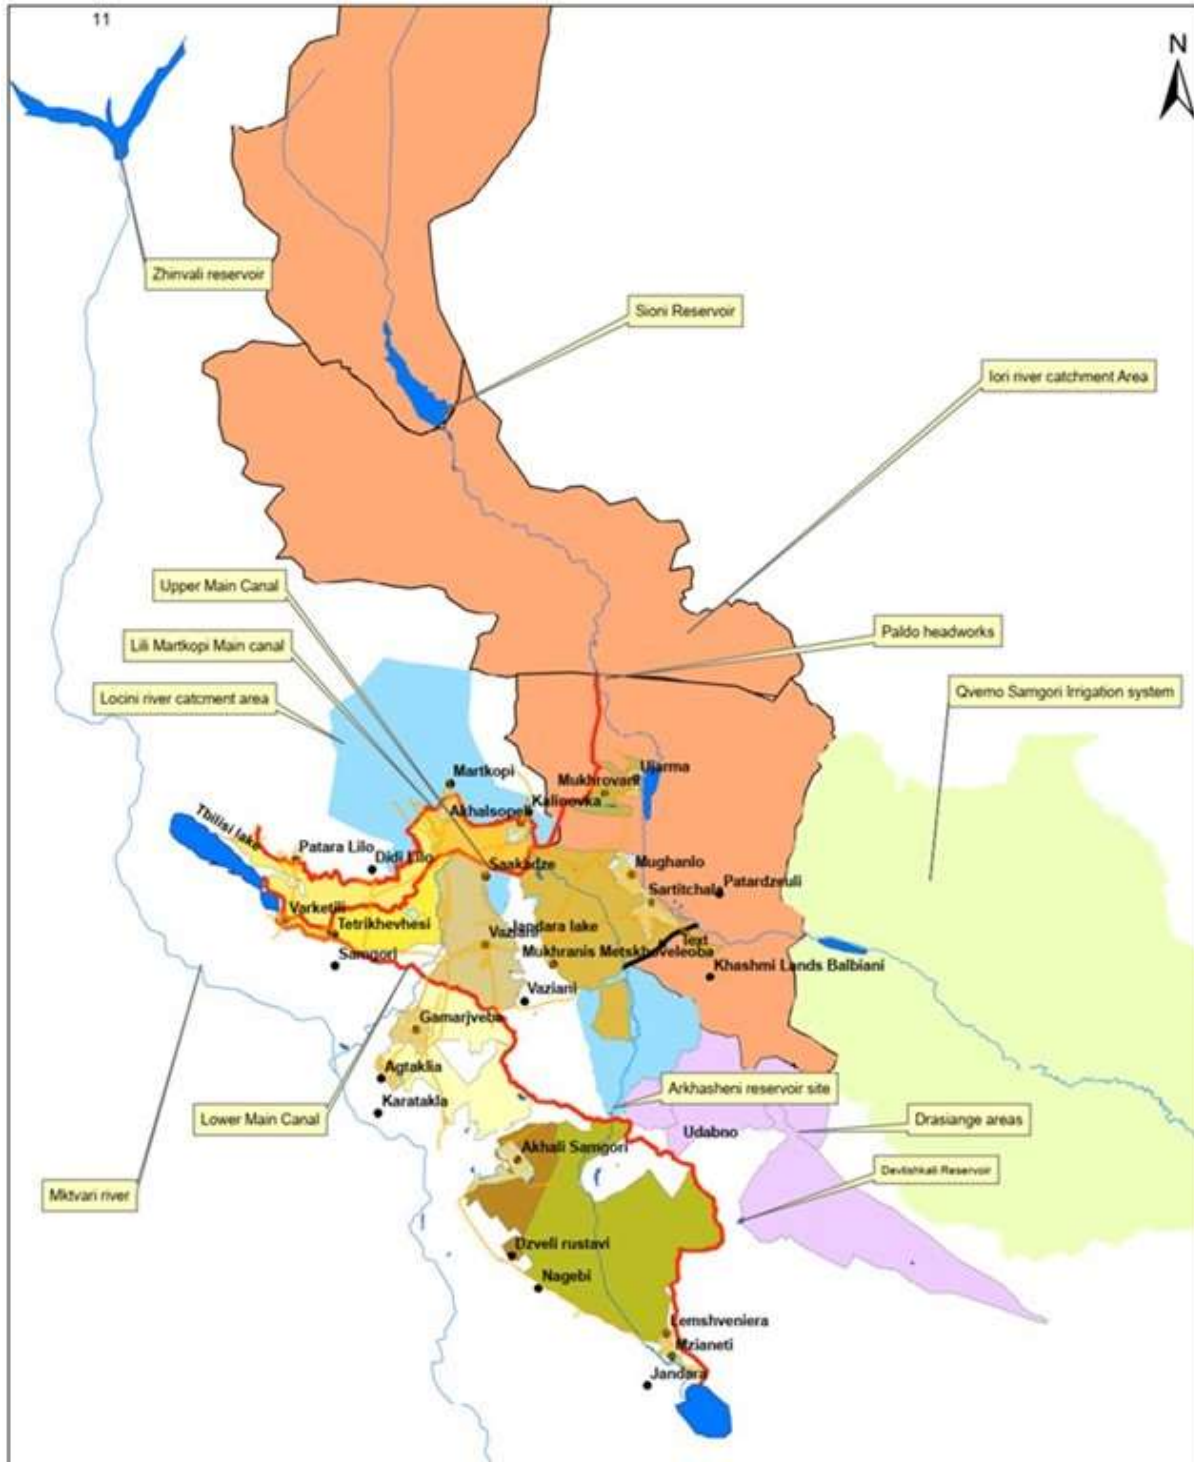 11
N
Zhinvali reservoir
Sioni Reservoir
Iori river catchment Area
Upper Main Canal
Paldo headworks
Lili Martkopi Main canal
Locini river catcment area
Qvemo Samgori Irrigation system
Martkopi
Ujarma
Mukhrovani
Kalinovka
Akhalsopeli
Tbilisi lake
Patara Lilo
Didi Lilo
Saakadze
Mughanlo
Patardzeuli
Sartitchala
Varketili
Tetrikhevhesi
Vaziani
Jandara lake
Text
Samgori
Mukhranis Metskhoveleoba
Khashmi Lands Balbiani
Vaziani
Gamarjveba
Agtaklia
Arkhasheni reservoir site
Karatakla
Lower Main Canal
Drasiange areas
Udabno
Akhali Samgori
Devtishkali Reservoir
Mktvari river
Dzveli rustavi
Nagebi
Lemshveniera
Mzianeti
Jandara